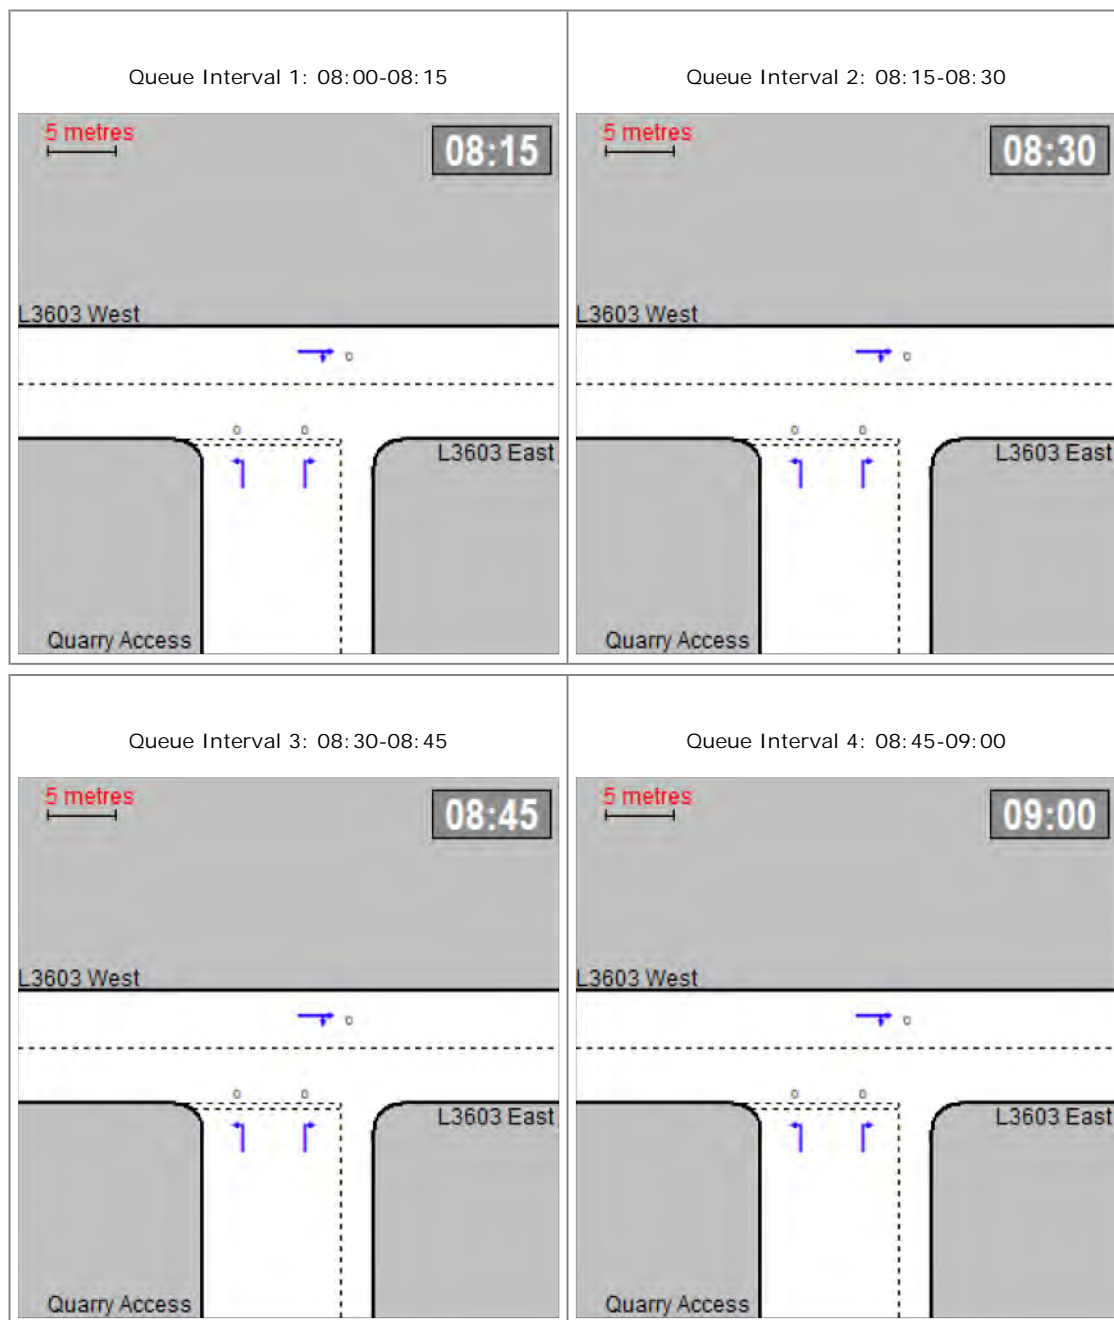 Queue Interval 1: 08:00-08:15
5 metres
08:15
L3603 West
0
0 0
L3603 East
Quarry Access
Queue Interval 2: 08:15-08:30
5 metres
08:30
L3603 West
0
0 0
L3603 East
Quarry Access
Queue Interval 3: 08:30-08:45
5 metres
08:45
L3603 West
0
0 0
L3603 East
Quarry Access
Queue Interval 4: 08:45-09:00
5 metres
09:00
L3603 West
0
0 0
L3603 East
Quarry Access